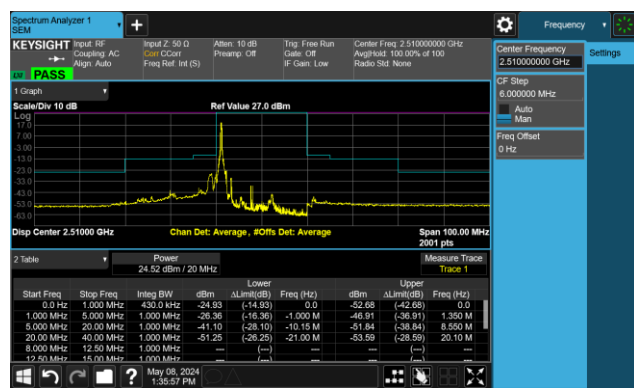 Spectrum Analyzer 1
SEM
Frequency
KEYSIGHT
Input: RF
Coupling: AC
Align: Auto
Input Z: 50 Ω
Corr CCorr
Freq Ref: Int (S)
Atten: 10 dB
Preamp: Off
Trig: Free Run
Gate: Off
IF Gain: Low
Center Freq: 2.510000000 GHz
Avg|Hold: 100.00% of 100
Radio Std: None
PASS
Center Frequency
2.510000000 GHz
Settings
CF Step
6.000000 MHz
Auto
Man
Freq Offset
0 Hz
1 Graph
Scale/Div 10 dB
Ref Value 27.0 dBm
Log
17.0
7.00
-3.00
-13.0
-23.0
-33.0
-43.0
-53.0
-63.0
Disp Center 2.51000 GHz
Chan Det: Average, #Offs Det: Average
Span 100.00 MHz
2001 pts
2 Table
Power
24.52 dBm / 20 MHz
Measure Trace
Trace 1
Lower Upper
Start Freq Stop Freq Integ BW dBm ΔLimit(dB) Freq (Hz) dBm ΔLimit(dB) Freq (Hz)
0.0 Hz 1.000 MHz 430.0 kHz -24.93 (-14.93) 0.0 -52.68 (-42.68) 0.0
1.000 MHz 5.000 MHz 1.000 MHz -26.36 (-16.36) -1.000 M -46.91 (-36.91) 1.350 M
5.000 MHz 20.00 MHz 1.000 MHz -41.10 (-28.10) -10.15 M -51.84 (-38.84) 8.550 M
20.00 MHz 40.00 MHz 1.000 MHz -51.25 (-26.25) -21.00 M -53.59 (-28.59) 20.10 M
8.000 MHz 12.50 MHz 1.000 MHz --- (---) --- --- (---) ---
12.50 MHz 15.00 MHz 1.000 MHz --- (---) --- --- (---) ---
?
May 08, 2024
1:35:57 PM